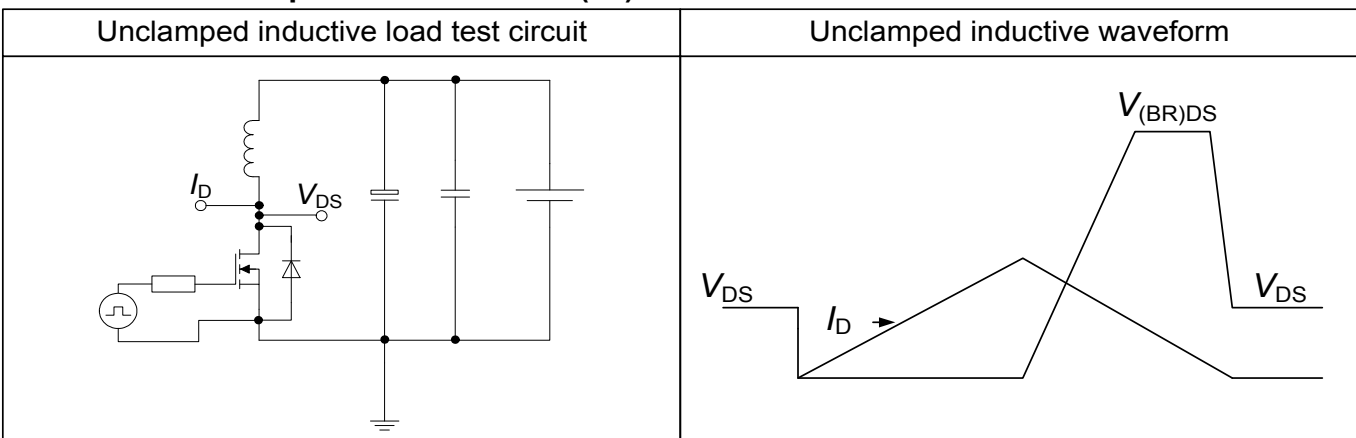 Unclamped inductive load test circuit
Unclamped inductive waveform
V(BR)DS
ID
VDS
VDS
ID
VDS